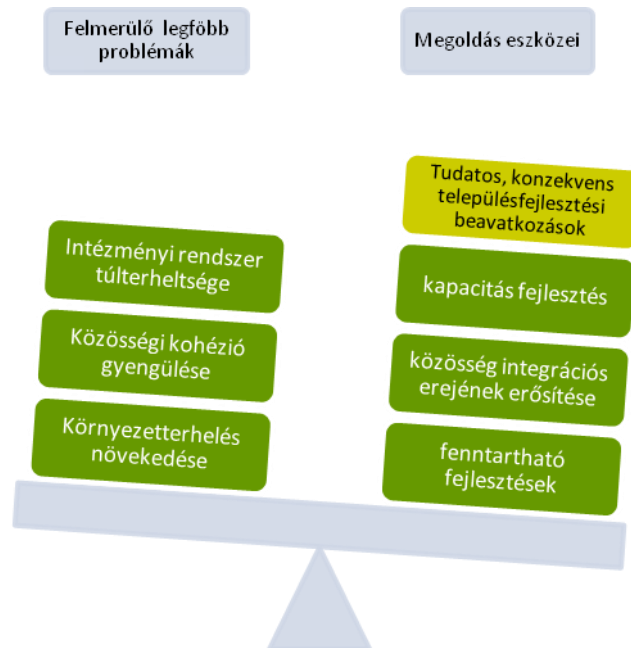 Felmerülő legfőbb
problémák
Megoldás eszközei
Intézményi rendszer
túlterheltsége
Közösségi kohézió
gyengülése
Környezetterhelés
növekedése
Tudatos, konzekvens
településfejlesztési
beavatkozások
kapacitás fejlesztés
közösség integrációs
erejének erősítése
fenntartható
fejlesztések